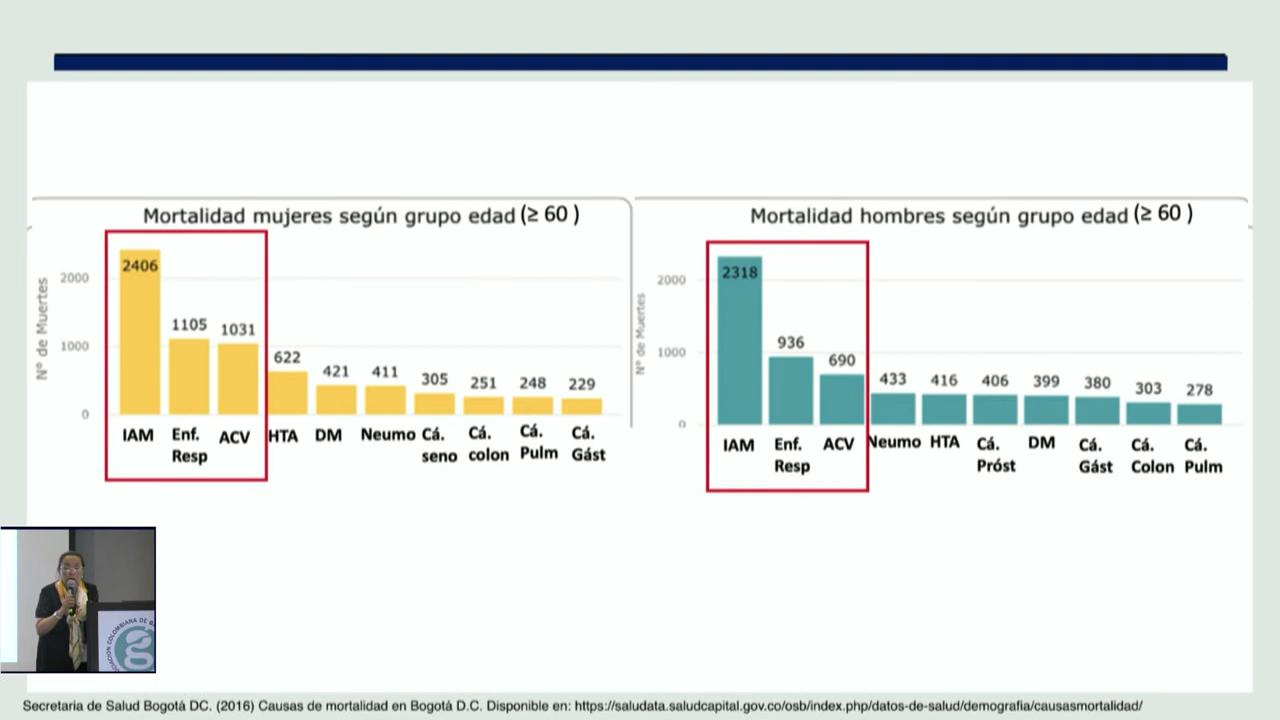 Mortalidad mujeres según grupo edad (≥ 60 )
Nº de Muertes
2000
1000
0
2406
1105
1031
622
421
411
305
251
248
229
IAM
Enf.
Resp
ACV
HTA
DM
Neumo
Cá.
seno
Cá.
colon
Cá.
Pulm
Cá.
Gást
Mortalidad hombres según grupo edad (≥ 60 )
Nº de Muertes
2000
1000
0
2318
936
690
433
416
406
399
380
303
278
IAM
Enf.
Resp
ACV
Neumo
HTA
Cá.
Próst
DM
Cá.
Gást
Cá.
Colon
Cá.
Pulm
COLOMBIANA DE
Secretaria de Salud Bogotá DC. (2016) Causas de mortalidad en Bogotá D.C. Disponible en: https://saludata.saludcapital.gov.co/osb/index.php/datos-de-salud/demografia/causasmortalidad/